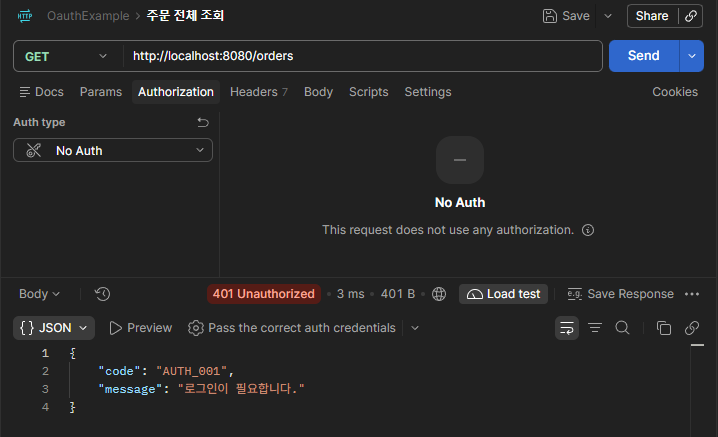 HTTP OauthExample › 주문 전체 조회 Save Share
GET http://localhost:8080/orders Send
Docs Params Authorization Headers 7 Body Scripts Settings Cookies
Auth type
No Auth
No Auth
This request does not use any authorization.
Body 401 Unauthorized • 3 ms • 401 B Load test e.g. Save Response
{} JSON Preview Pass the correct auth credentials
1 {
2 "code": "AUTH_001",
3 "message": "로그인이 필요합니다."
4 }